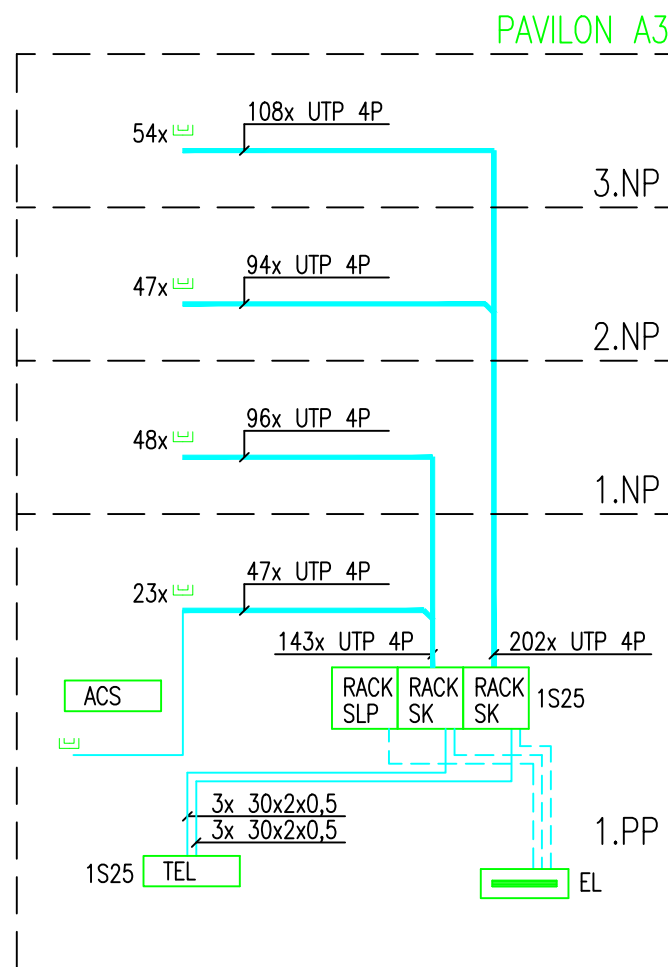 PAVILON A3
108x UTP 4P
54x
3.NP
94x UTP 4P
47x
2.NP
96x UTP 4P
48x
1.NP
47x UTP 4P
23x
143x UTP 4P
202x UTP 4P
ACS
RACK SLP
RACK SK
RACK SK
1S25
3x 30x2x0,5
3x 30x2x0,5
1.PP
1S25
TEL
EL